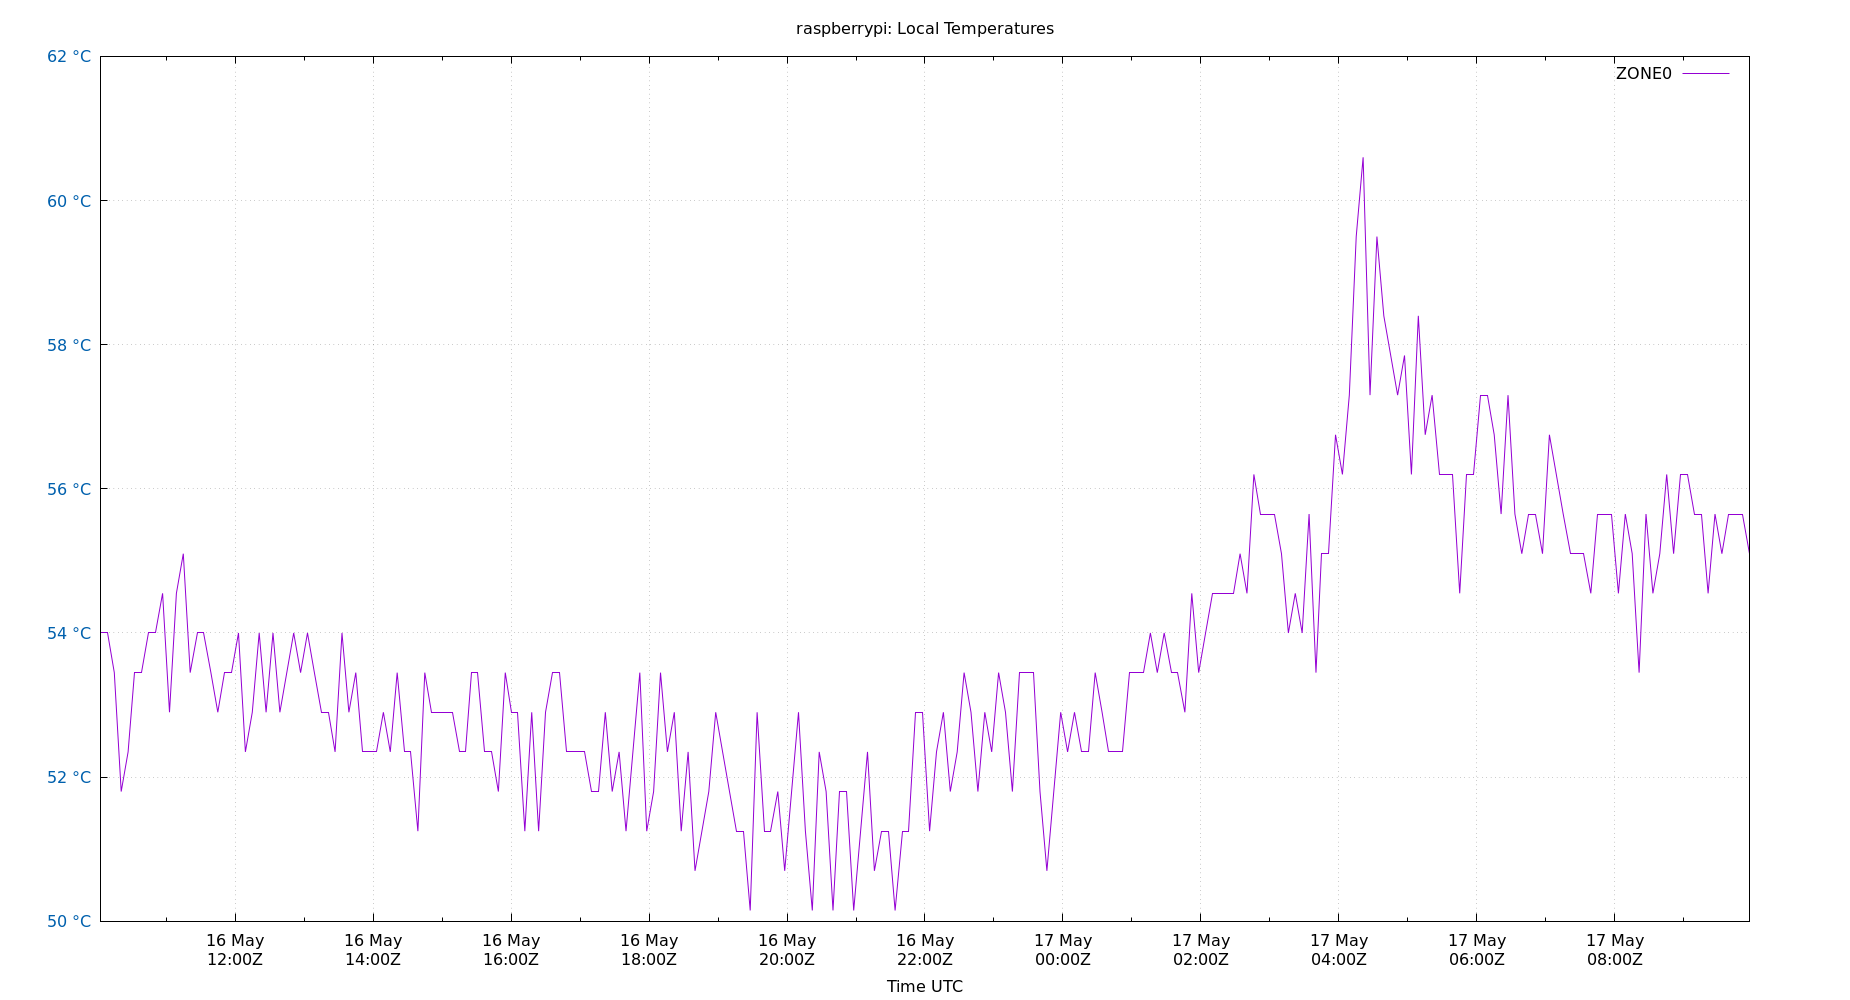 raspberrypi: Local Temperatures
62 °C
ZONE0
60 °C
58 °C
56 °C
54 °C
52 °C
50 °C
16 May 16 May 16 May 16 May 16 May 16 May 17 May 17 May 17 May 17 May 17 May
12:00Z 14:00Z 16:00Z 18:00Z 20:00Z 22:00Z 00:00Z 02:00Z 04:00Z 06:00Z 08:00Z
Time UTC